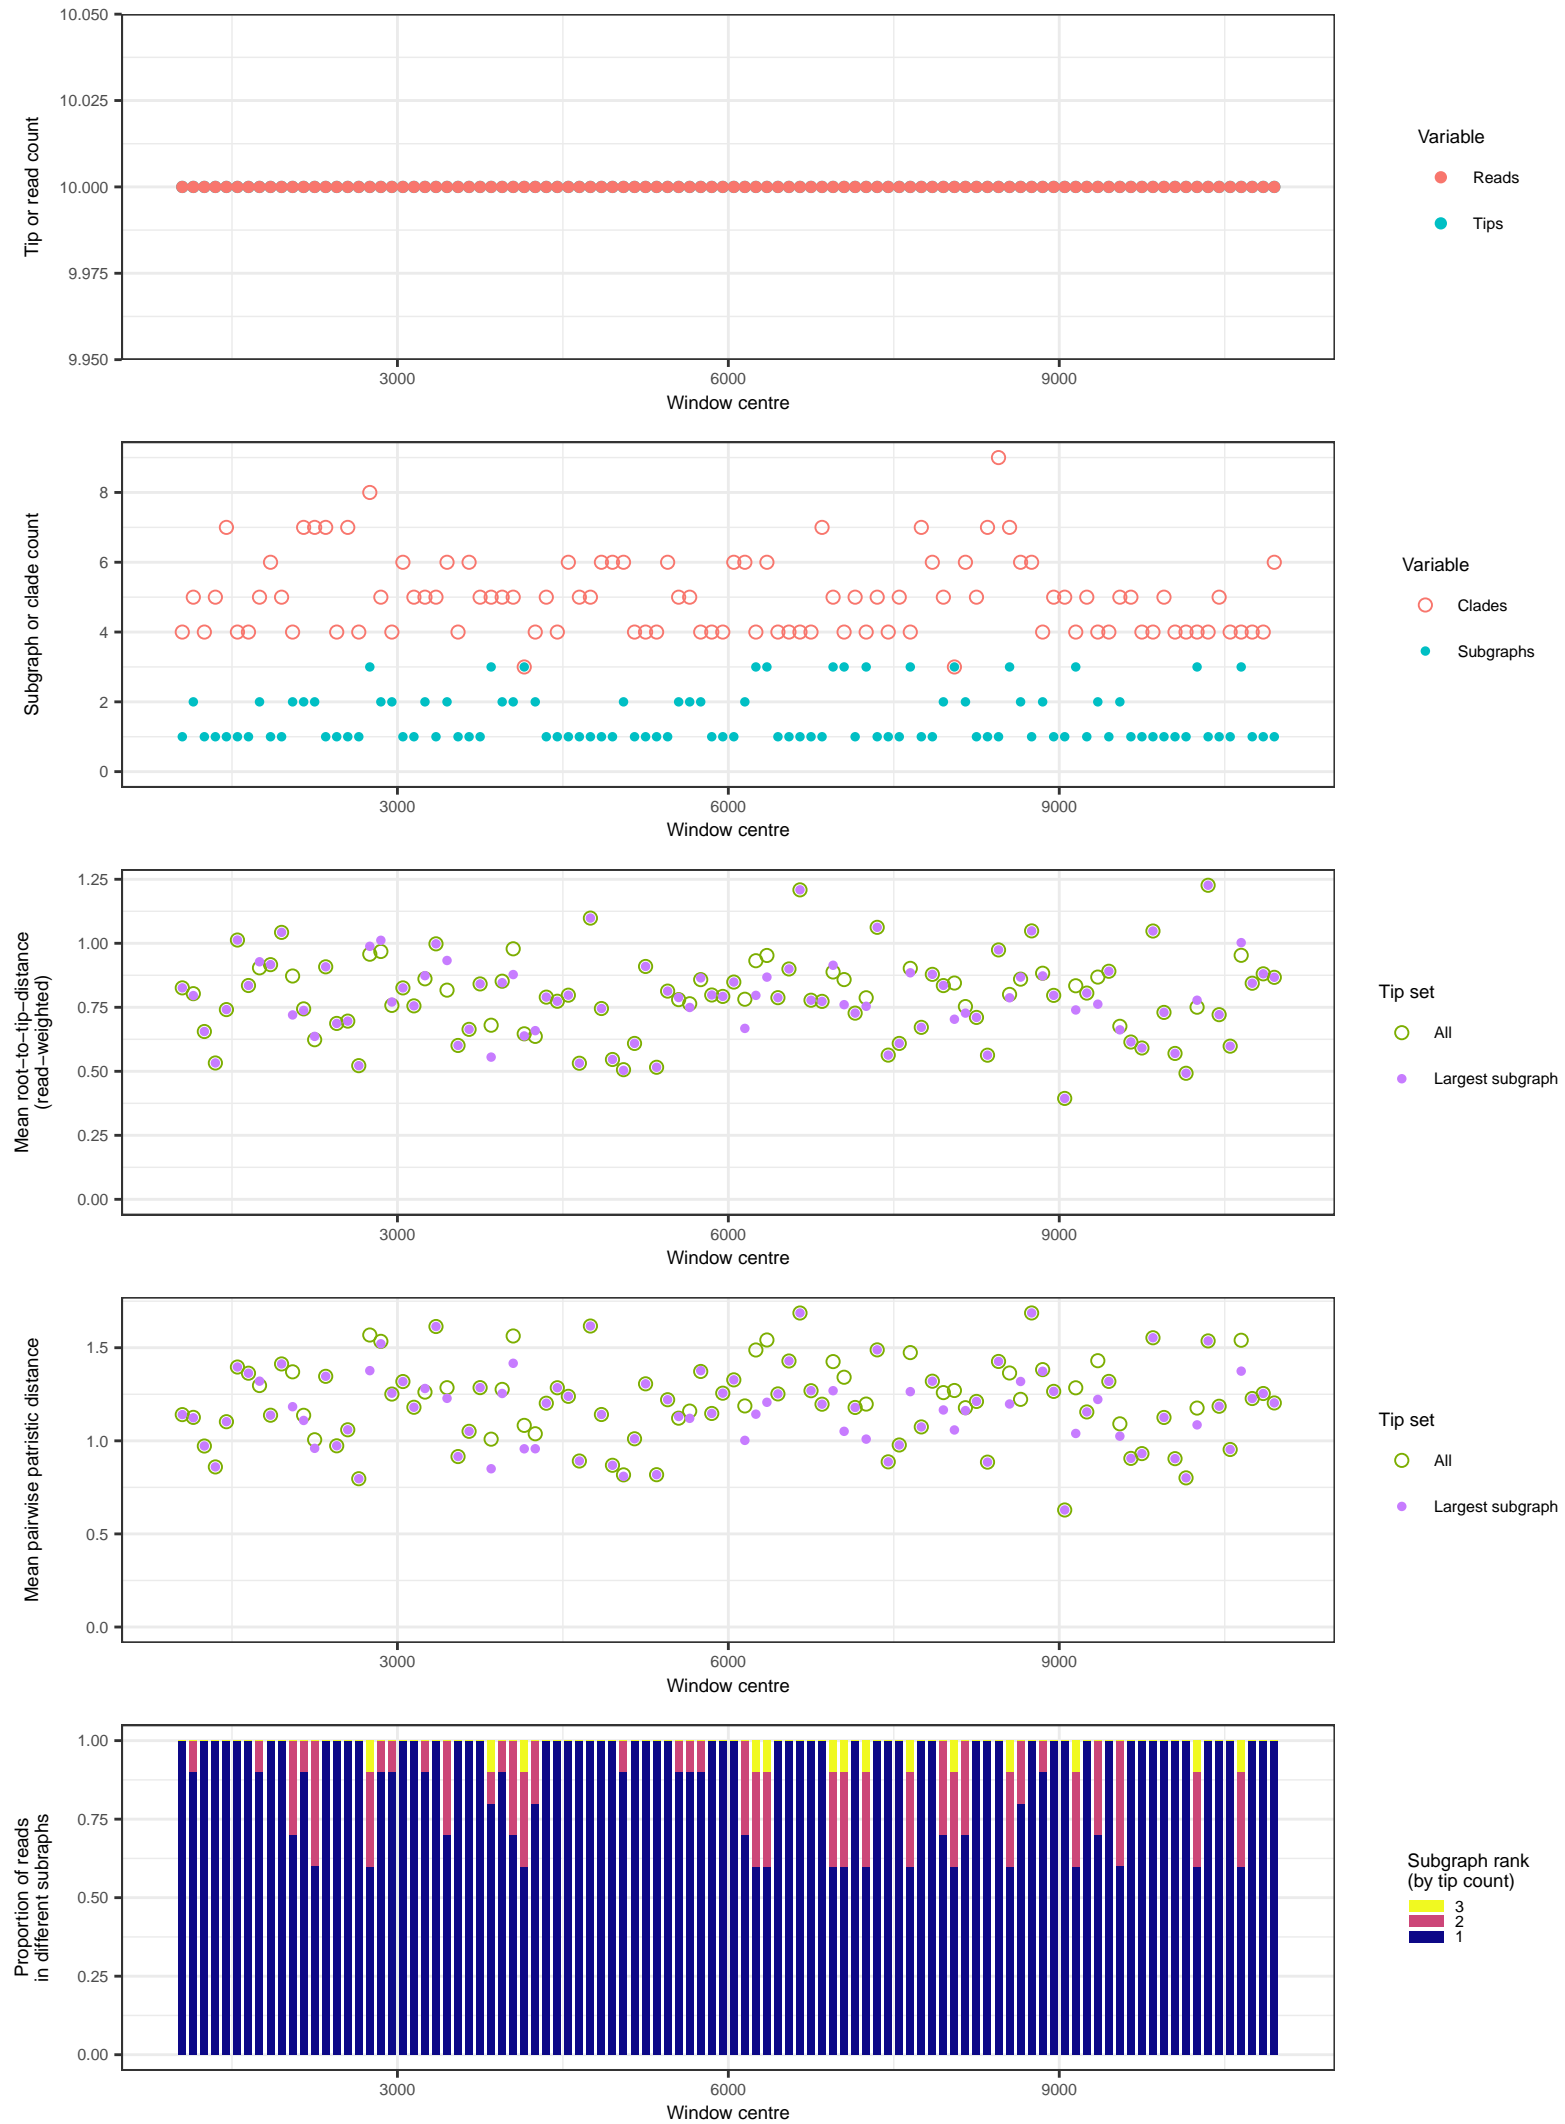 10.050
10.025
10.000
9.975
9.950
Tip or read count
3000
6000
9000
Window centre
Variable
Reads
Tips
8
6
4
2
0
Subgraph or clade count
3000
6000
9000
Window centre
Variable
Clades
Subgraphs
1.25
1.00
0.75
0.50
0.25
0.00
Mean root−to−tip−distance
(read−weighted)
3000
6000
9000
Window centre
Tip set
All
Largest subgraph
1.5
1.0
0.5
0.0
Mean pairwise patristic distance
3000
6000
9000
Window centre
Tip set
All
Largest subgraph
1.00
0.75
0.50
0.25
0.00
Proportion of reads
in different subraphs
3000
6000
9000
Window centre
Subgraph rank
(by tip count)
3
2
1